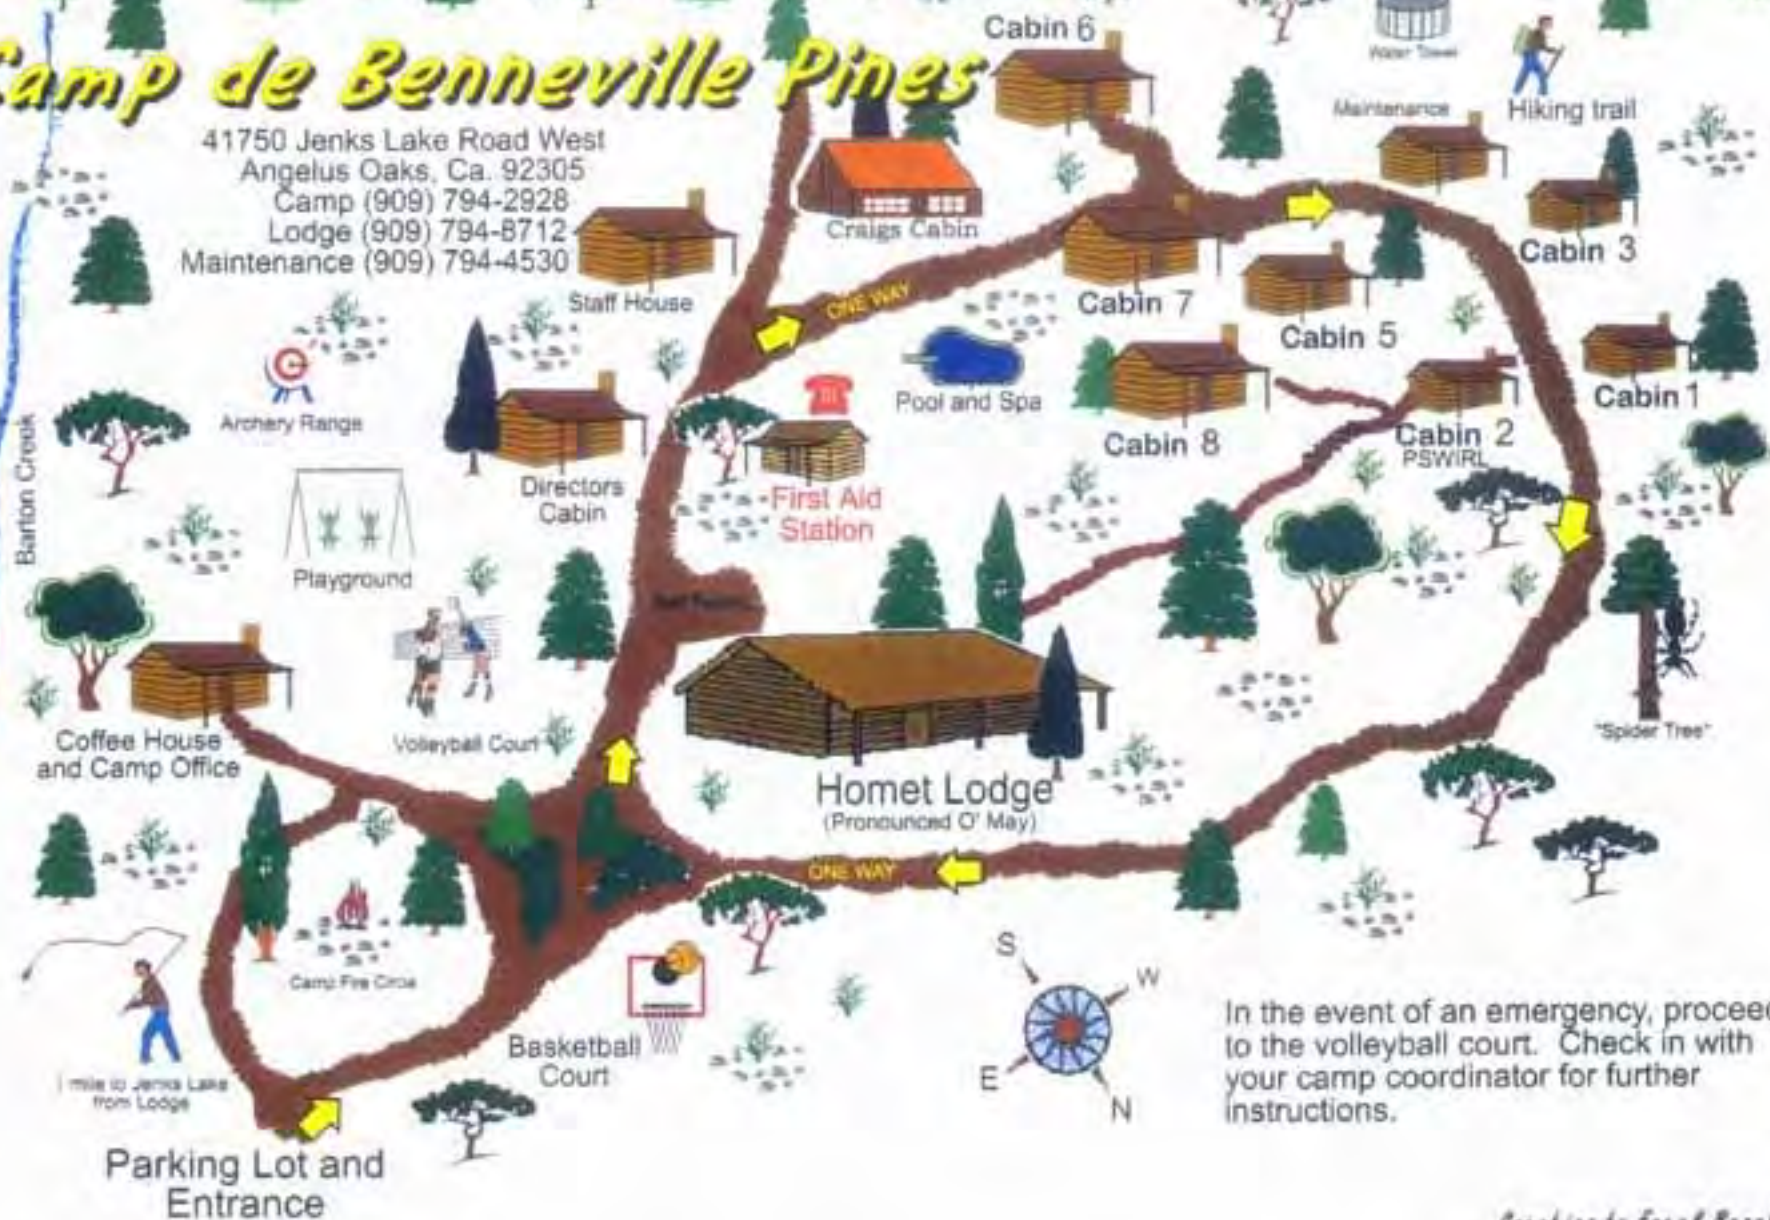 Camp de Benneville Pines
41750 Jenks Lake Road West
Angelus Oaks, Ca. 92305
Camp (909) 794-2928
Lodge (909) 794-8712
Maintenance (909) 794-4530
Cabin 6
Water Tower
Maintenance
Hiking trail
Craigs Cabin
Cabin 3
Staff House
ONE WAY
Cabin 7
Cabin 5
Cabin 1
Archery Range
Pool and Spa
Cabin 8
Cabin 2
PSWIRL
Barton Creek
Directors
Cabin
First Aid
Station
Playground
Coffee House
and Camp Office
Volleyball Court
"Spider Tree"
Homet Lodge
(Pronounced O' May)
ONE WAY
Camp Fire Circle
S
W
E
N
Basketball
Court
1 mile to Jenks Lake
from Lodge
In the event of an emergency, proceed
to the volleyball court. Check in with
your camp coordinator for further
instructions.
Parking Lot and
Entrance